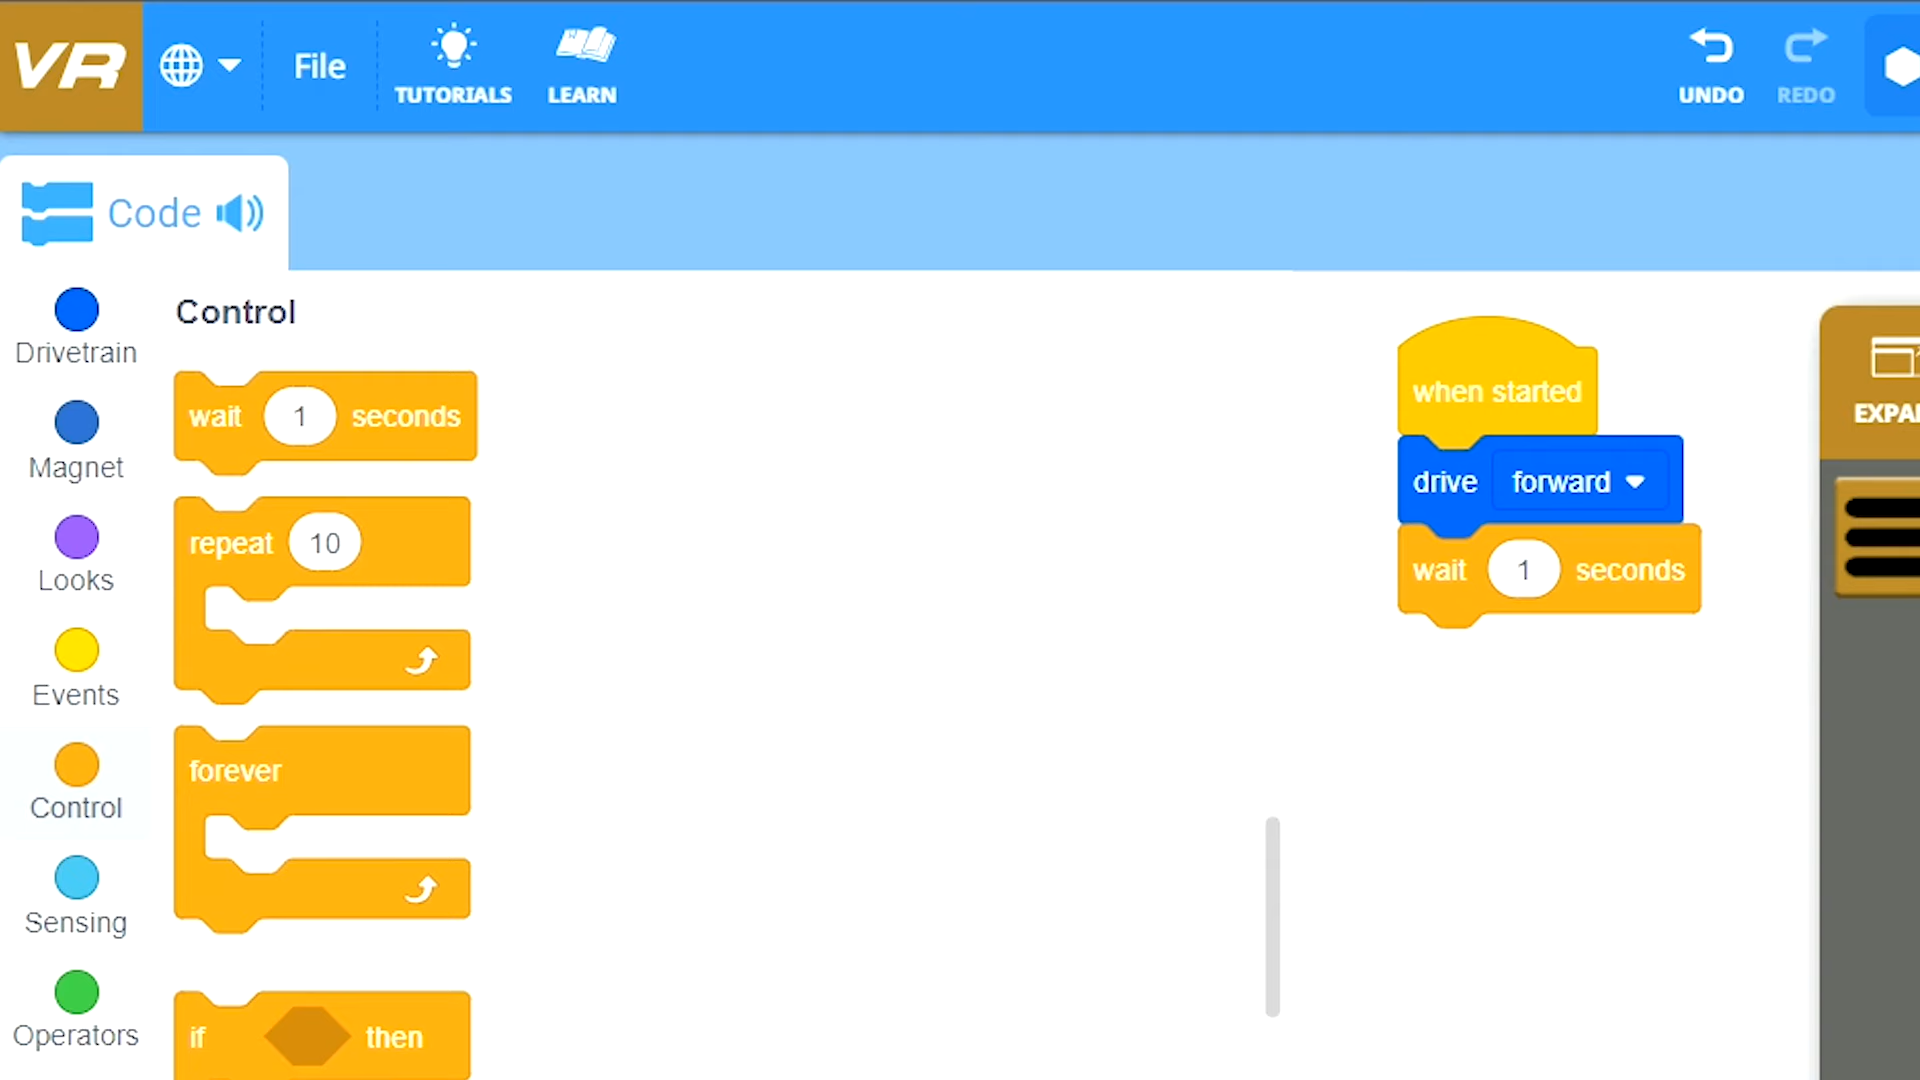 VR
File
TUTORIALS
LEARN
UNDO
REDO
Code
Drivetrain
Magnet
Looks
Events
Control
Sensing
Operators
Control
wait 1 seconds
repeat 10
forever
if then
when started
drive forward
wait 1 seconds